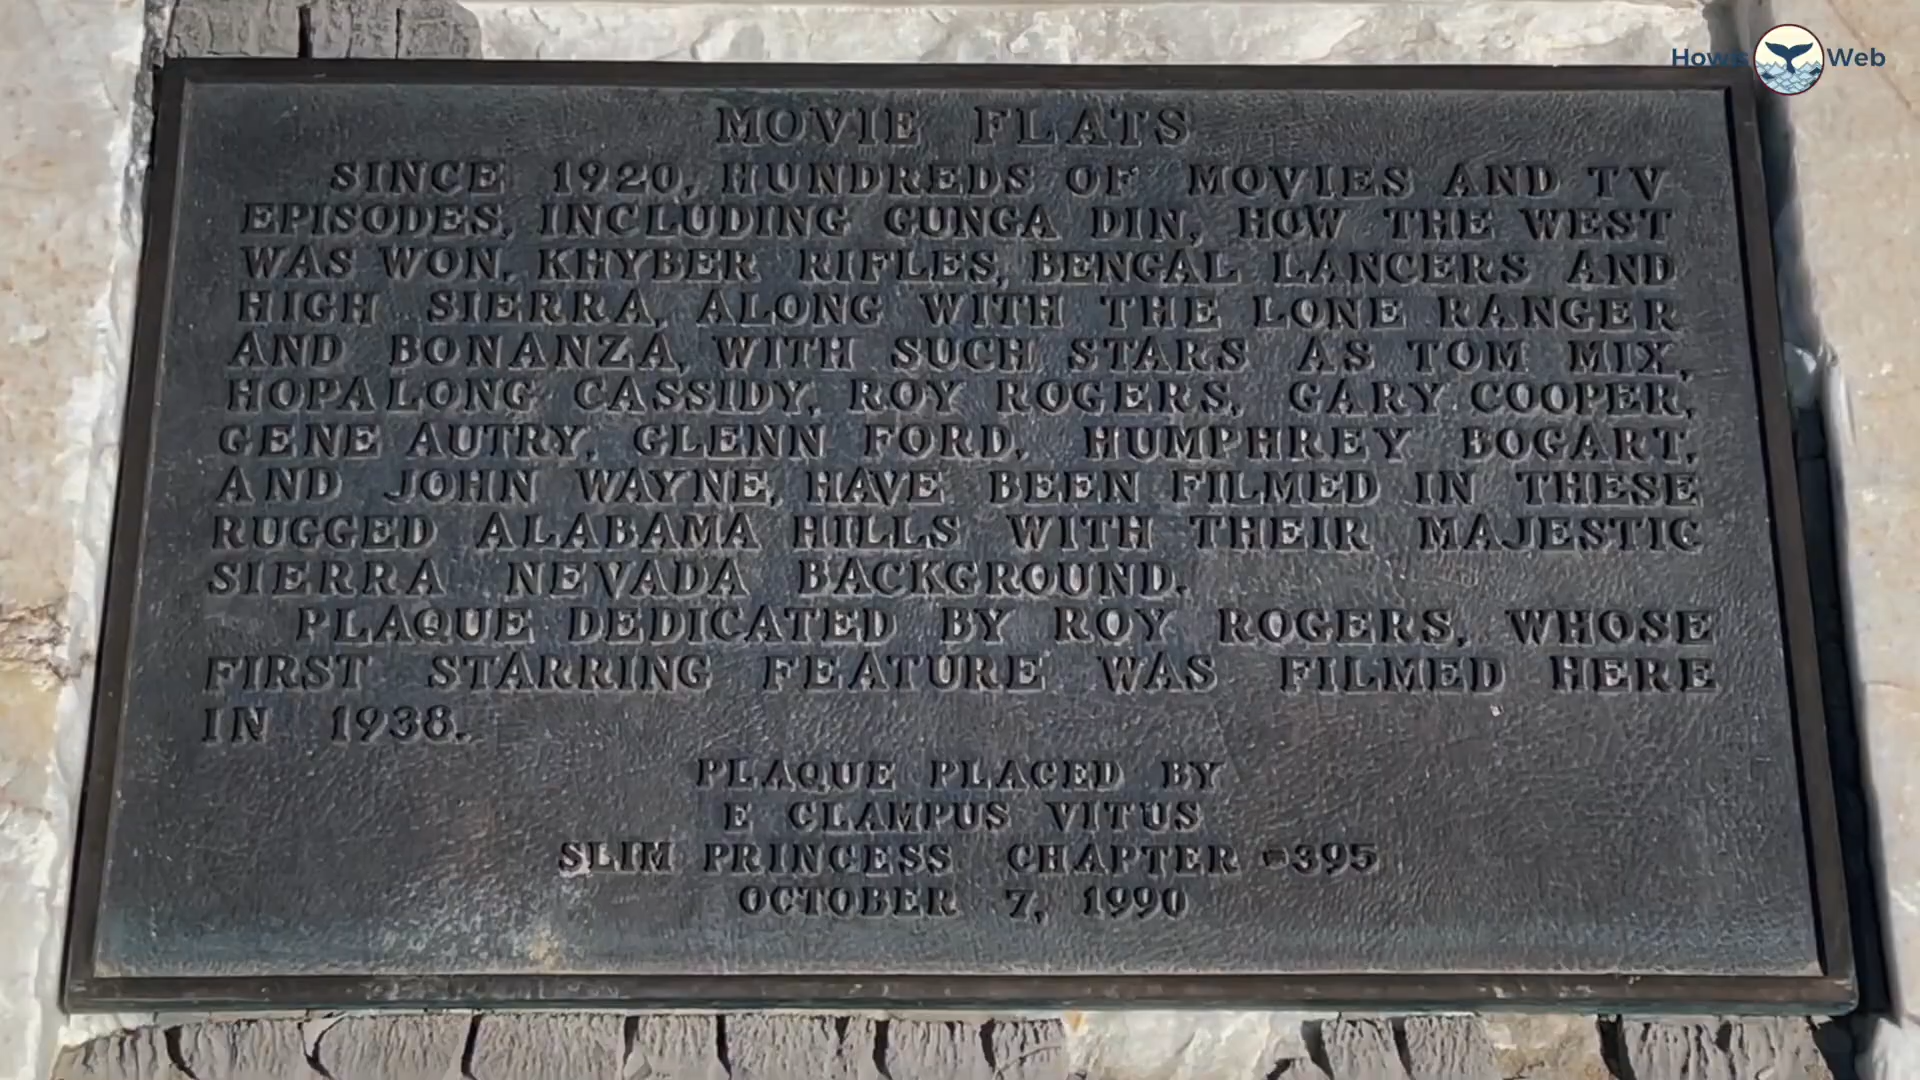 MOVIE FLATS
SINCE 1920, HUNDREDS OF MOVIES AND TV
EPISODES, INCLUDING GUNGA DIN, HOW THE WEST
WAS WON, KHYBER RIFLES, BENGAL LANCERS AND
HIGH SIERRA, ALONG WITH THE LONE RANGER
AND BONANZA, WITH SUCH STARS AS TOM MIX,
HOPALONG CASSIDY, ROY ROGERS, GARY COOPER,
GENE AUTRY, GLENN FORD, HUMPHREY BOGART,
AND JOHN WAYNE, HAVE BEEN FILMED IN THESE
RUGGED ALABAMA HILLS WITH THEIR MAJESTIC
SIERRA NEVADA BACKGROUND.
PLAQUE DEDICATED BY ROY ROGERS, WHOSE
FIRST STARRING FEATURE WAS FILMED HERE
IN 1938.
PLAQUE PLACED BY
E CLAMPUS VITUS
SLIM PRINCESS CHAPTER #395
OCTOBER 7, 1990
Web